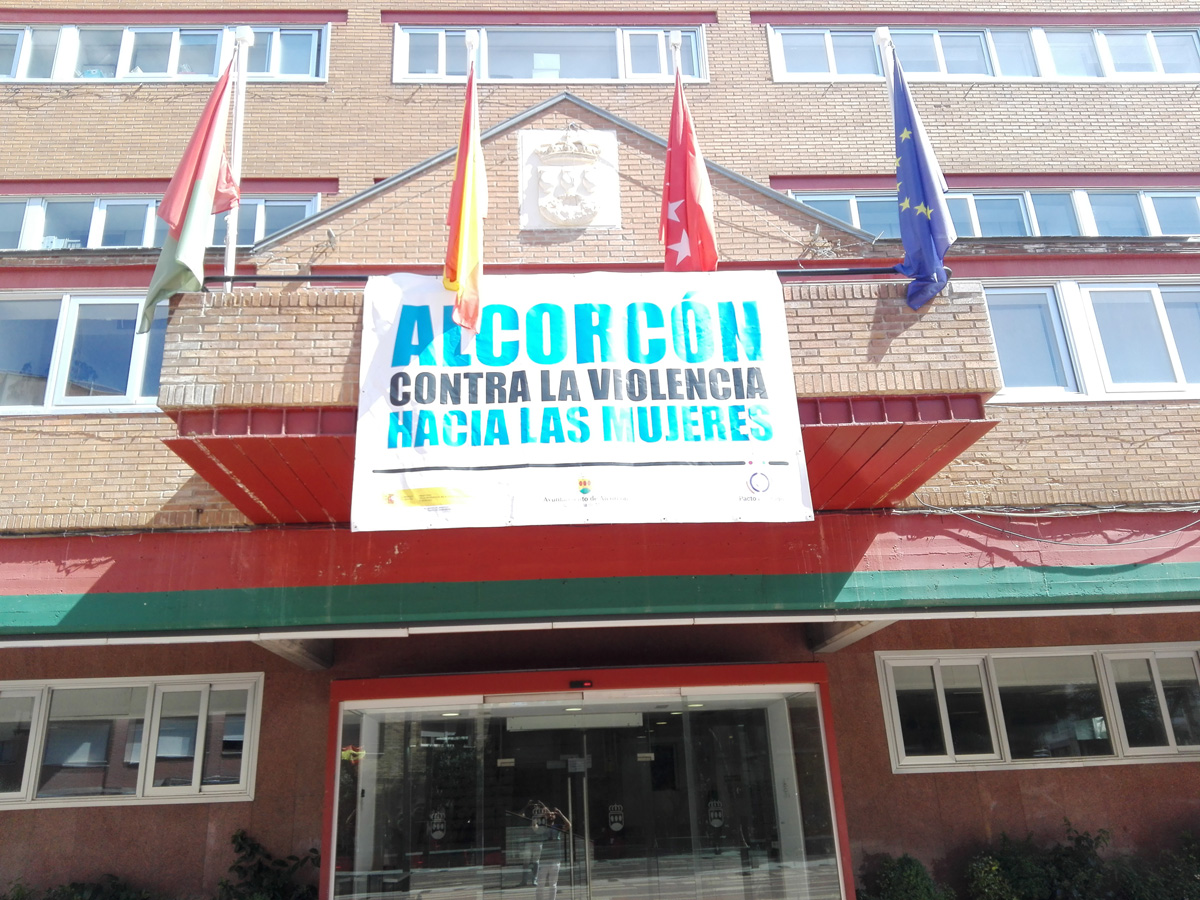 ALCORCÓN
CONTRA LA VIOLENCIA
HACIA LAS MUJERES